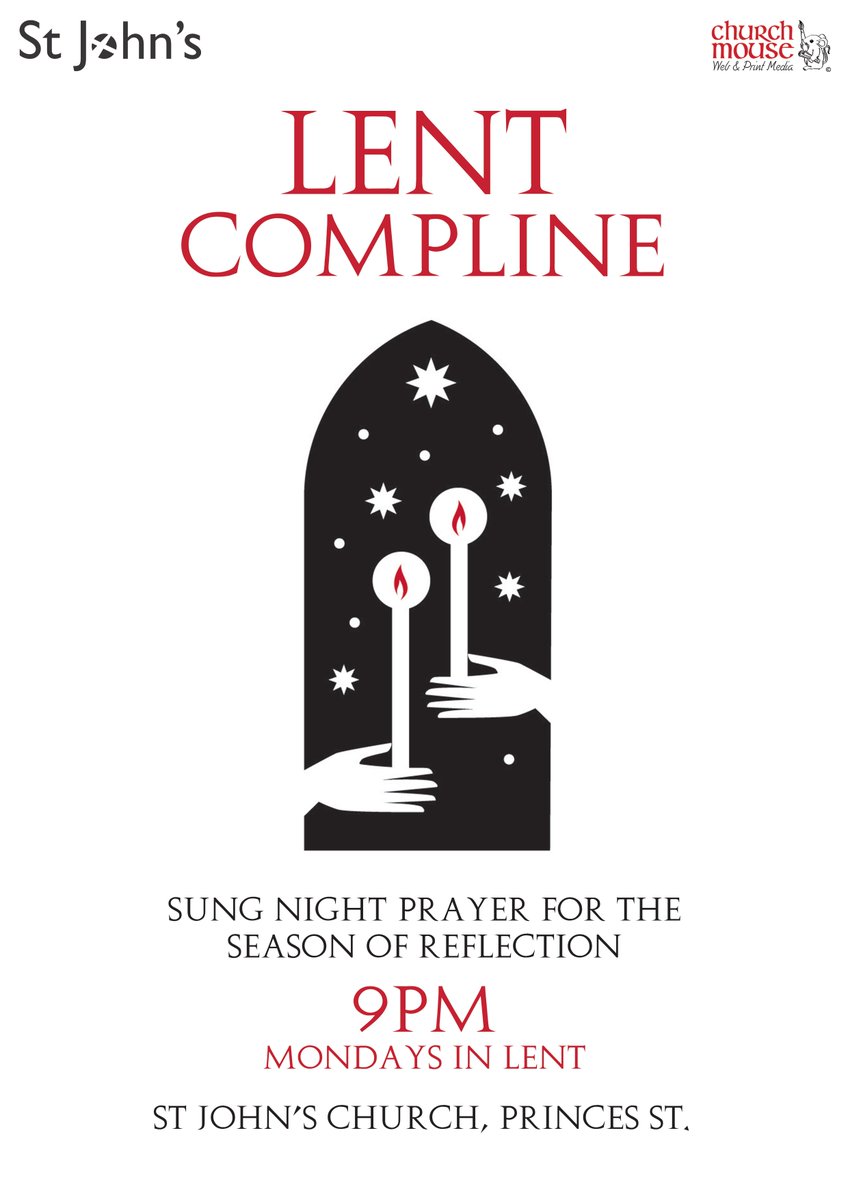 St John's
church
mouse
Web & Print Media
©
LENT
COMPLINE
SUNG NIGHT PRAYER FOR THE
SEASON OF REFLECTION
9PM
MONDAYS IN LENT
ST JOHN'S CHURCH, PRINCES ST.